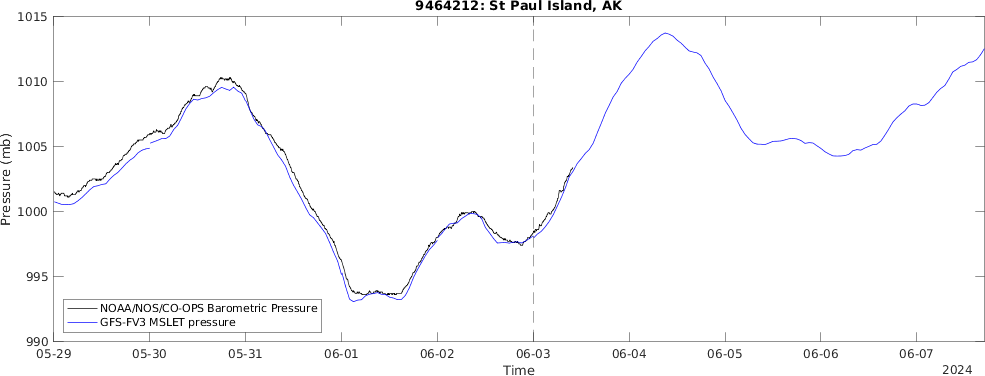 9464212: St Paul Island, AK
Pressure (mb)
1015
1010
1005
1000
995
990
NOAA/NOS/CO-OPS Barometric Pressure
GFS-FV3 MSLET pressure
05-29 05-30 05-31 06-01 06-02 06-03 06-04 06-05 06-06 06-07
Time
2024